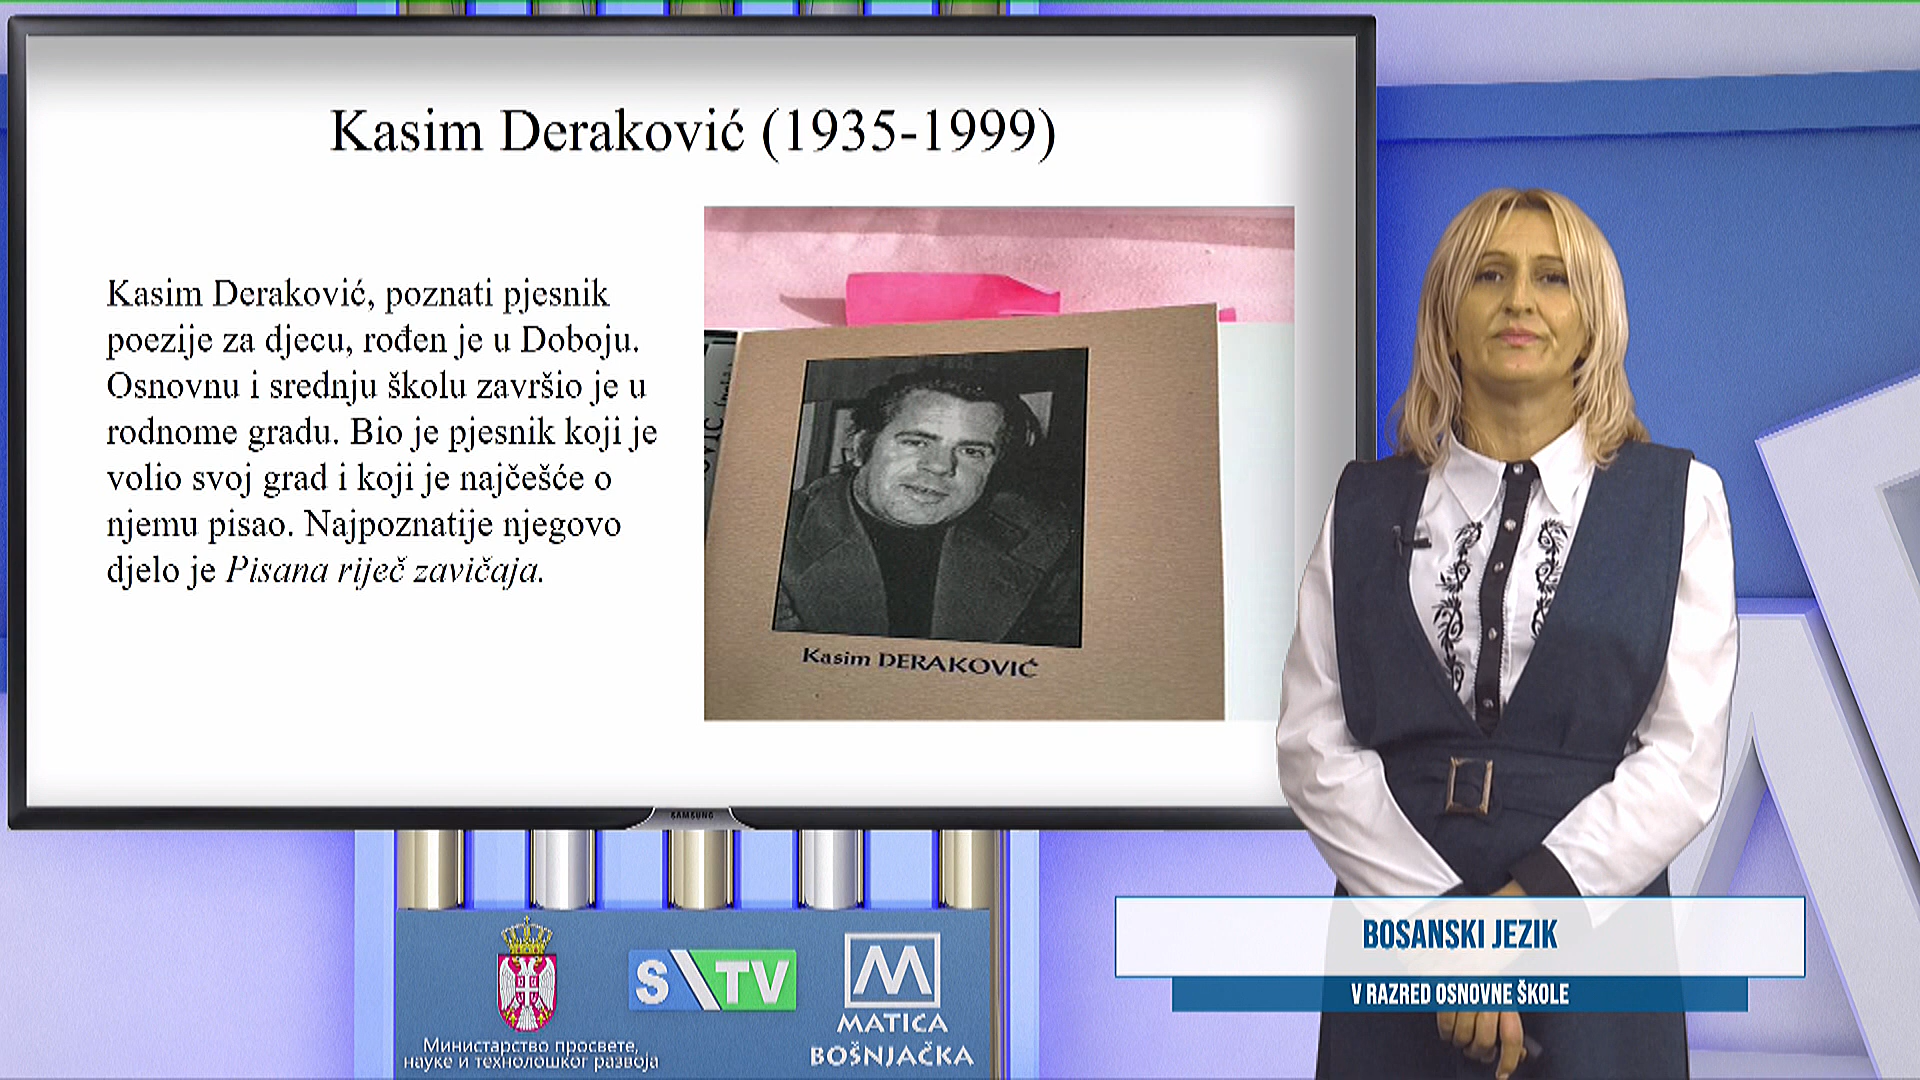 Kasim Deraković (1935-1999)
Kasim Deraković, poznati pjesnik
poezije za djecu, rođen je u Doboju.
Osnovnu i srednju školu završio je u
rodnome gradu. Bio je pjesnik koji je
volio svoj grad i koji je najčešće o
njemu pisao. Najpoznatije njegovo
djelo je Pisana riječ zavičaja.
Kasim DERAKOVIĆ
SAMSUNG
BOSANSKI JEZIK
V RAZRED OSNOVNE ŠKOLE
Министарство просвете,
науке и технолошког развоја
STV
MATICA
BOŠNJAČKA